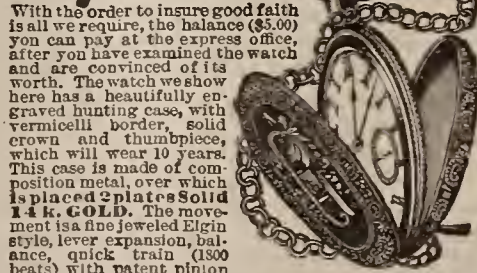 With the order to insure good faith
is all we require, the balance ($5.00)
you can pay at the express office,
after you have examined the watch
and are convinced of its
worth. The watch we show
here has a beautifully en-
graved hunting case, with
vermicelli border, solid
crown and thumbpiece,
which will wear 10 years.
This case is made of com-
position metal, over which
is placed 2 plates Solid
14 k. GOLD. The move-
ment is a fine jeweled Elgin
style, lever expansion, bal-
ance, quick train (1800
beats) with patent pinion